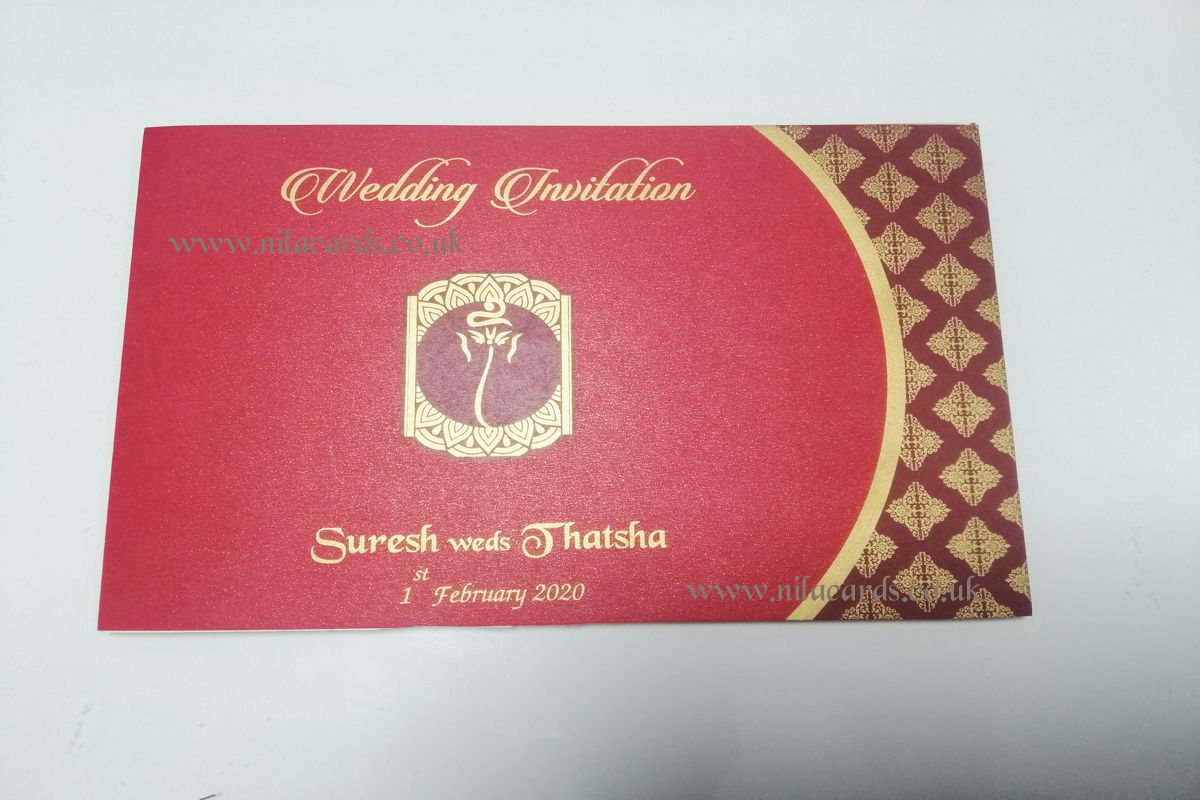 Wedding Invitation
www.nilacards.co.uk
Suresh weds Thatsha
1st February 2020
www.nilacards.co.uk